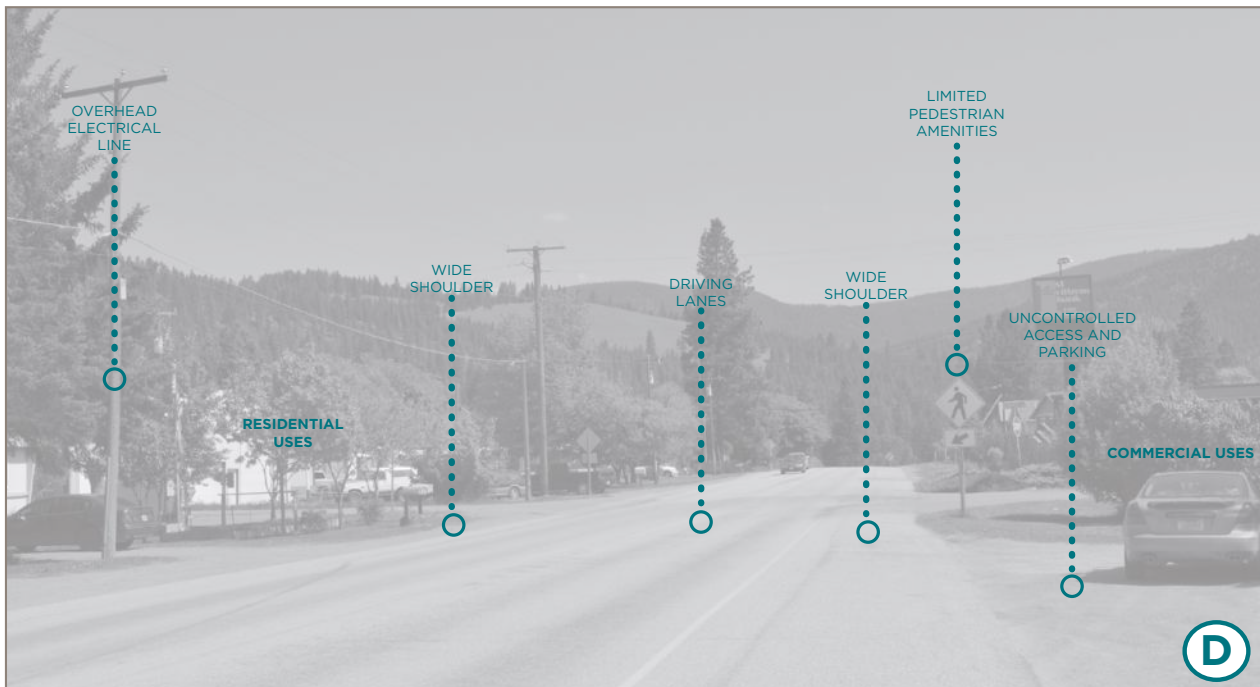 OVERHEAD
ELECTRICAL
LINE
LIMITED
PEDESTRIAN
AMENITIES
WIDE
SHOULDER
DRIVING
LANES
WIDE
SHOULDER
UNCONTROLLED
ACCESS AND
PARKING
RESIDENTIAL
USES
COMMERCIAL USES
D